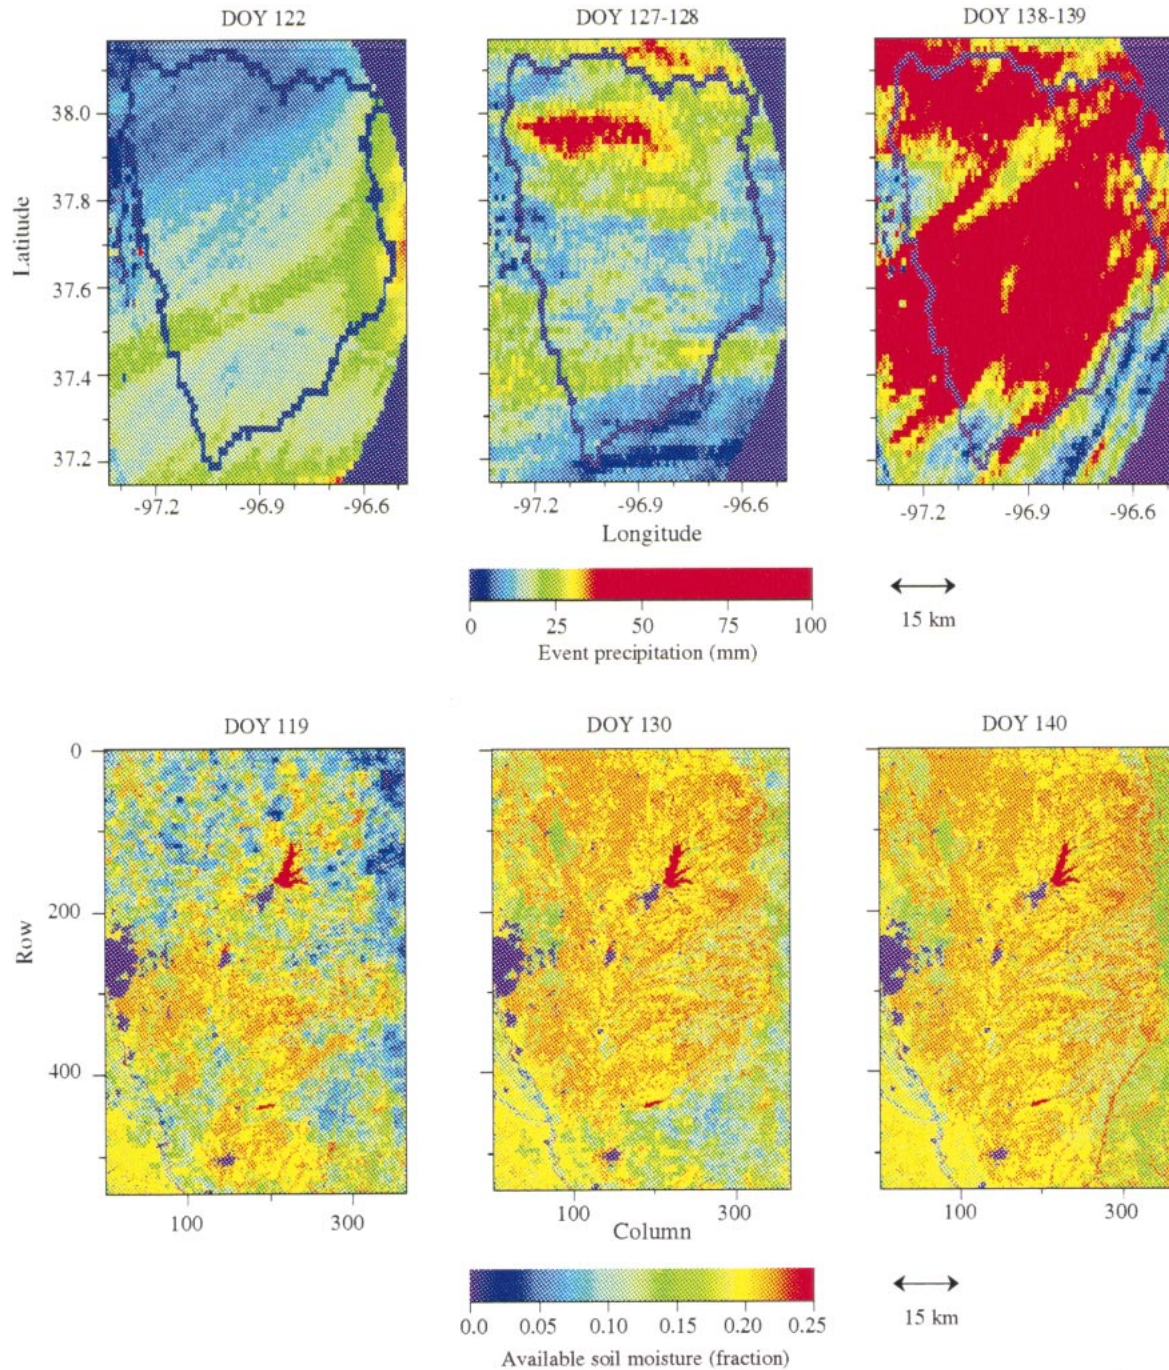 DOY 122
DOY 127-128
DOY 138-139
38.0
37.8
37.6
37.4
37.2
Latitude
-97.2
-96.9
-96.6
-97.2
-96.9
-96.6
-97.2
-96.9
-96.6
Longitude
0
25
50
75
100
Event precipitation (mm)
15 km
DOY 119
DOY 130
DOY 140
0
200
400
Row
100
300
100
300
100
300
Column
0.0
0.05
0.10
0.15
0.20
0.25
Available soil moisture (fraction)
15 km